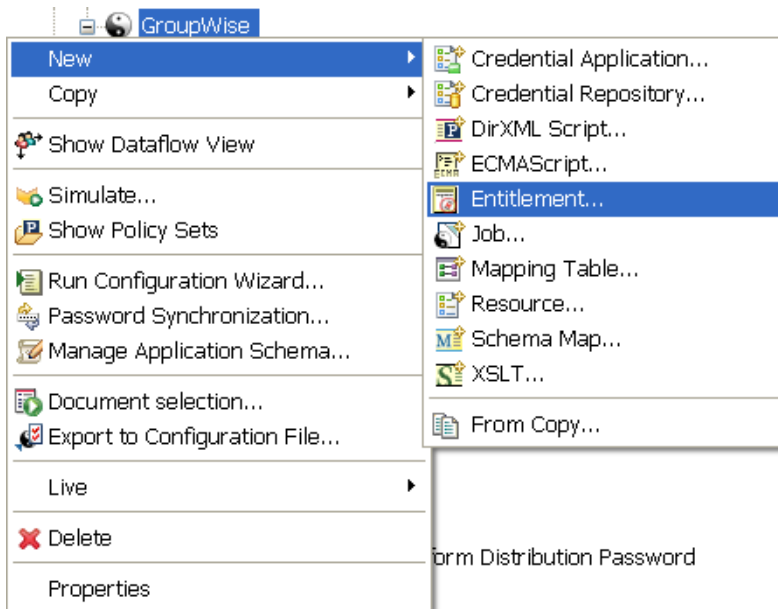 GroupWise
New
Copy
Show Dataflow View
Simulate...
Show Policy Sets
Run Configuration Wizard...
Password Synchronization...
Manage Application Schema...
Document selection...
Export to Configuration File...
Live
Delete
Properties
Credential Application...
Credential Repository...
DirXML Script...
ECMAScript...
Entitlement...
Job...
Mapping Table...
Resource...
Schema Map...
XSLT...
From Copy...
form Distribution Password